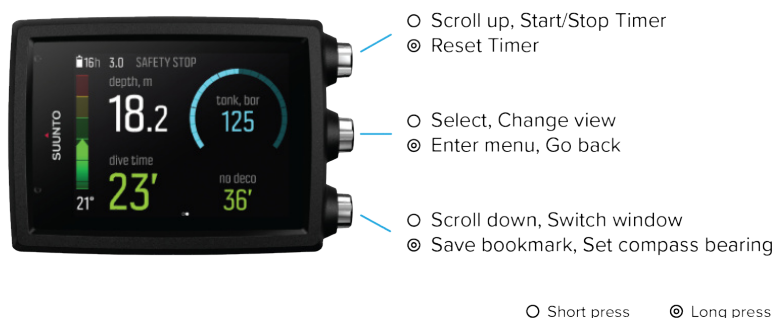 16h 3.0 SAFETY STOP
depth, m
18.2
tank, bar
125
SUUNTO
dive time
23'
no deco
36'
21°
Scroll up, Start/Stop Timer
Reset Timer
Select, Change view
Enter menu, Go back
Scroll down, Switch window
Save bookmark, Set compass bearing
Short press Long press